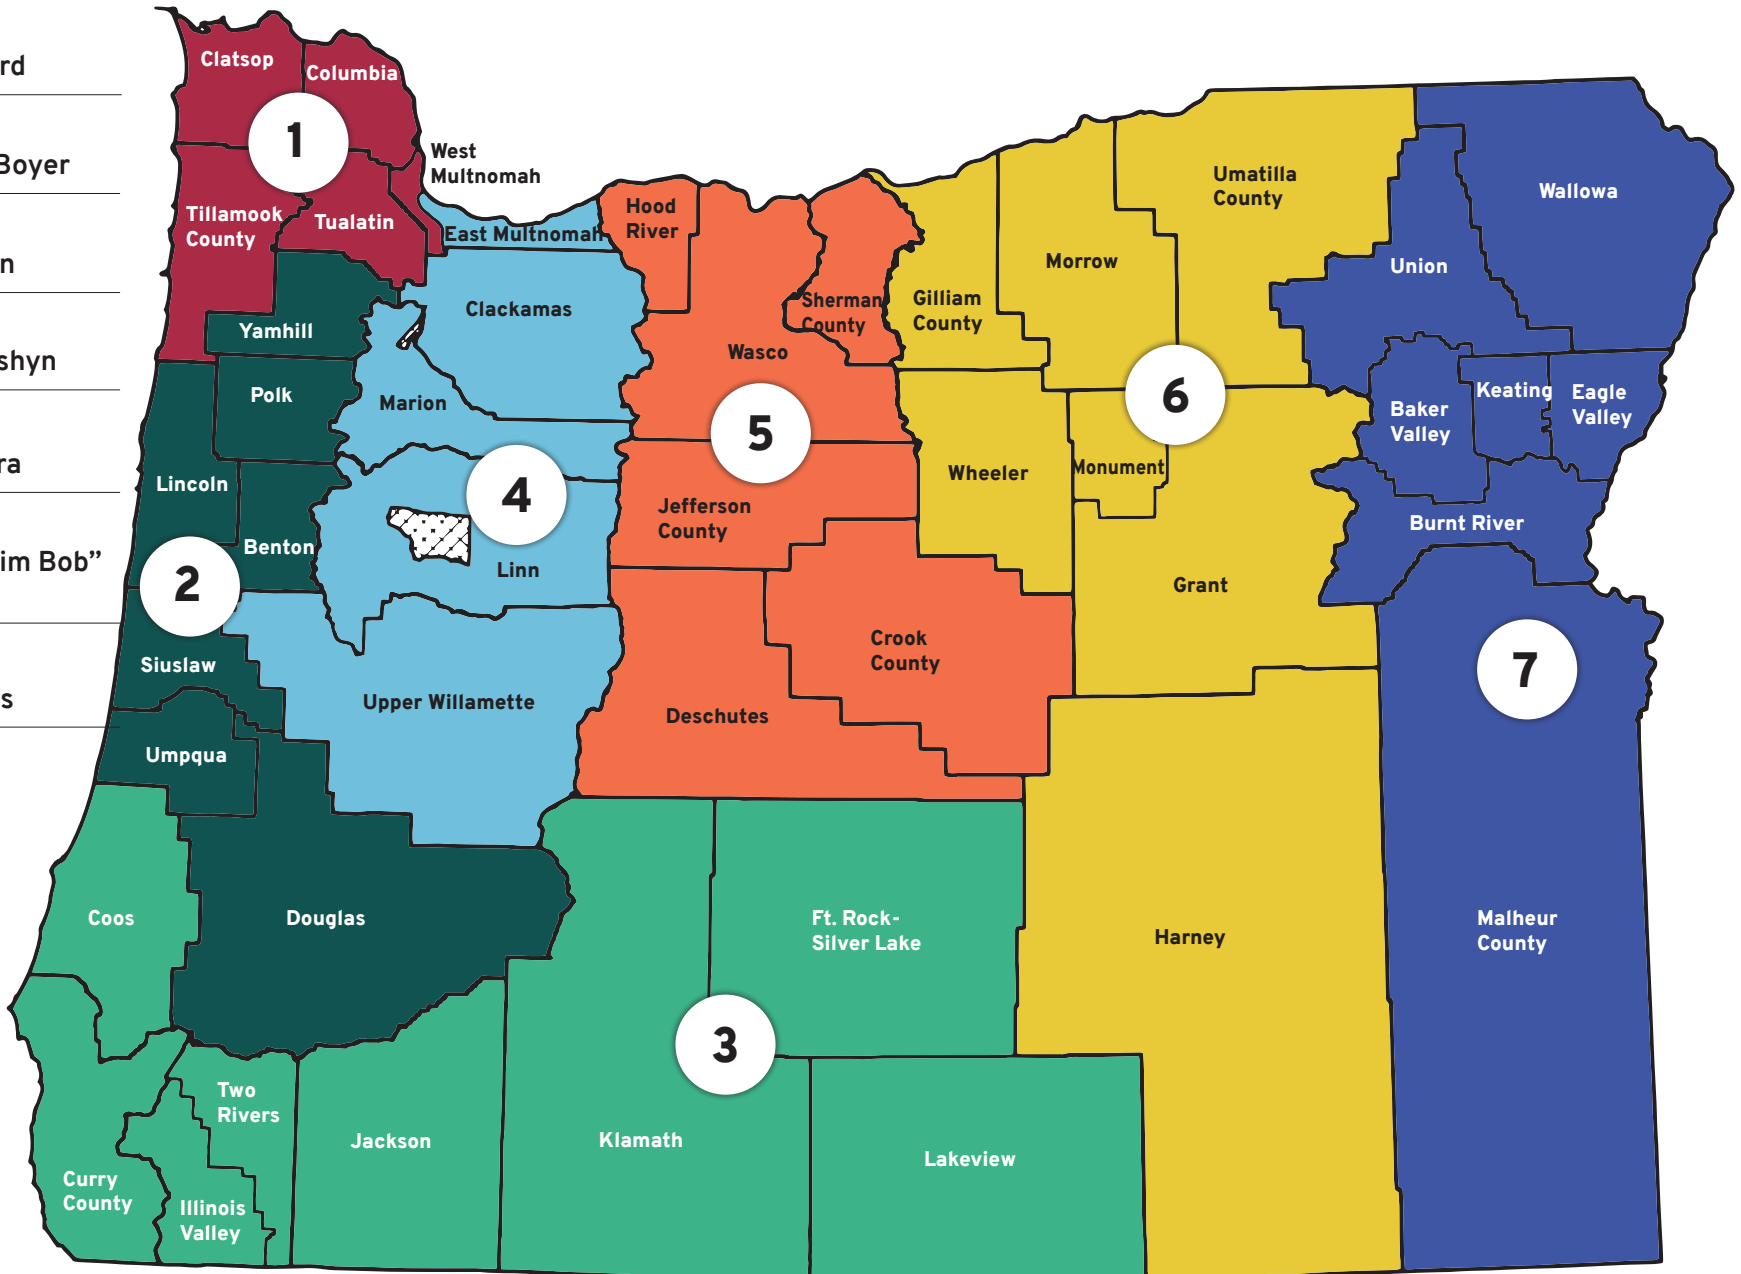 rd
Boyer
n
shyn
ra
im Bob”
s
Clatsop
Columbia
1
West
Multnomah
Tillamook
County
Tualatin
East Multnomah
Hood
River
Clackamas
Yamhill
Sherman
County
Gilliam
County
Morrow
Umatilla
County
Wallowa
Union
Wasco
Polk
Marion
5
6
Baker
Valley
Keating
Eagle
Valley
Lincoln
4
Wheeler
Monument
Jefferson
County
Burnt River
Benton
Linn
Grant
2
Siuslaw
Crook
County
7
Upper Willamette
Deschutes
Umpqua
Coos
Douglas
Ft. Rock-
Silver Lake
Harney
Malheur
County
3
Two
Rivers
Jackson
Klamath
Lakeview
Curry
County
Illinois
Valley